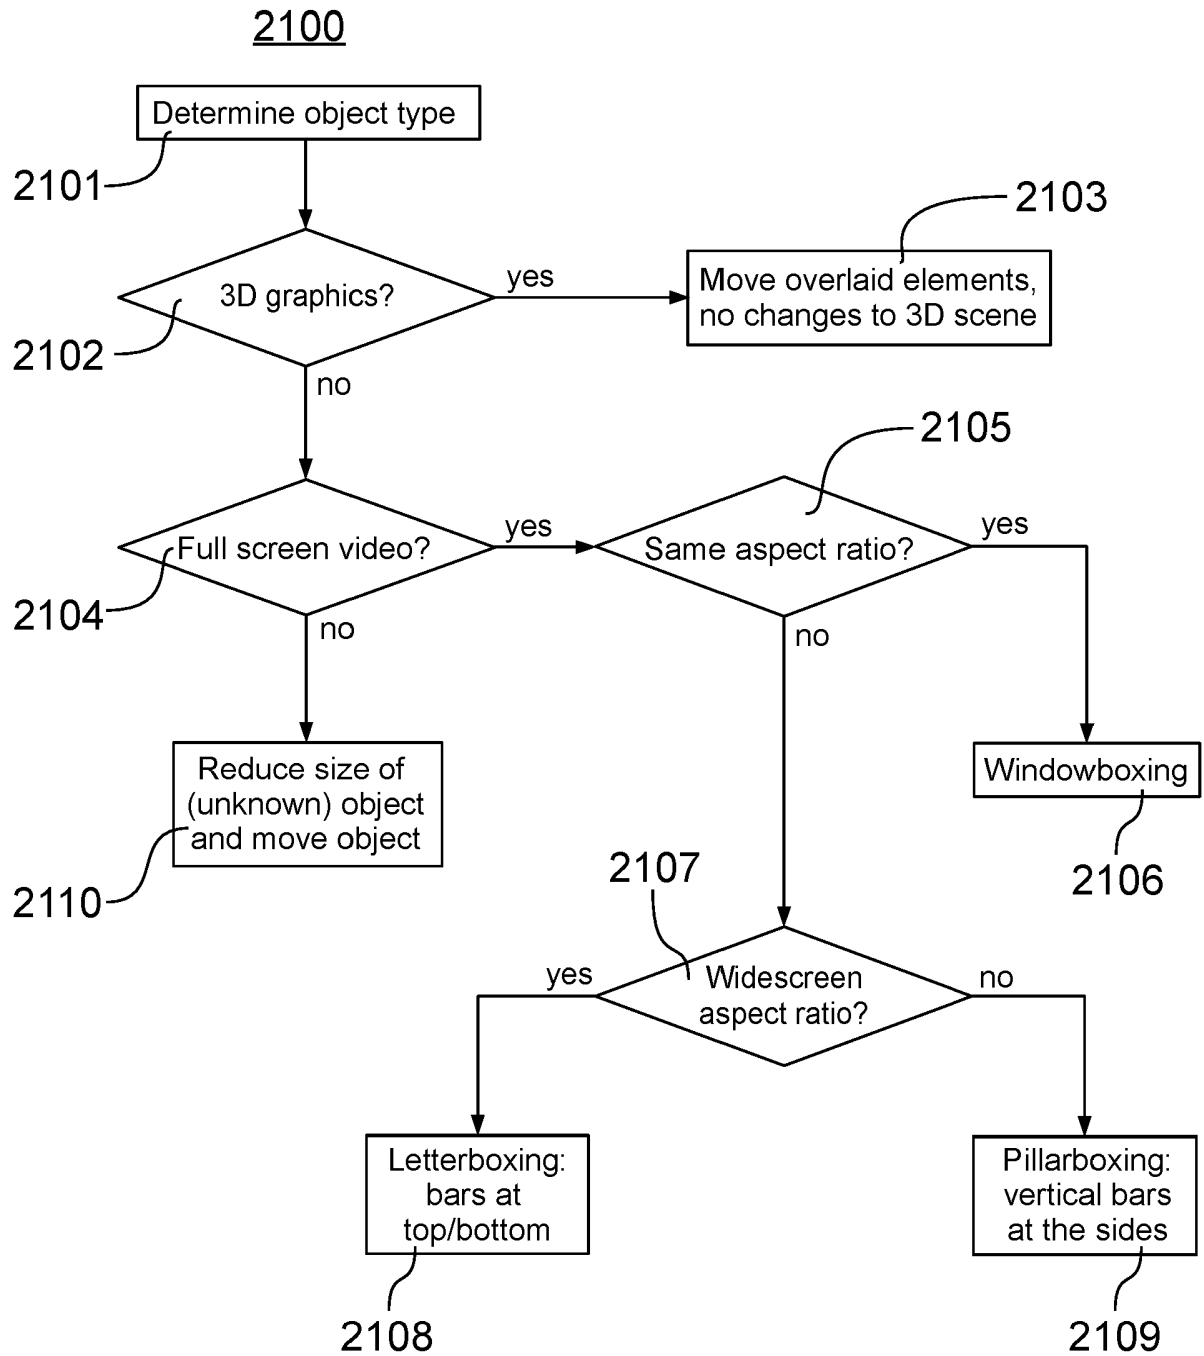 2100
Determine object type
2101
2103
3D graphics?
yes
Move overlaid elements,
no changes to 3D scene
2102
no
2105
Full screen video?
yes
Same aspect ratio?
yes
2104
no
no
Reduce size of
(unknown) object
and move object
Windowboxing
2110
2107
2106
yes
Widescreen
aspect ratio?
no
Letterboxing:
bars at
top/bottom
Pillarboxing:
vertical bars
at the sides
2108
2109